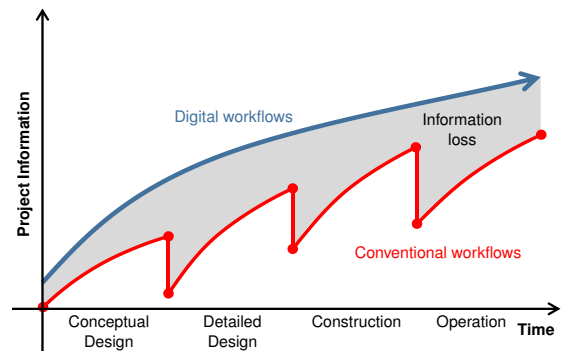 Project Information
Digital workflows
Information
loss
Conventional workflows
Conceptual
Design
Detailed
Design
Construction
Operation
Time